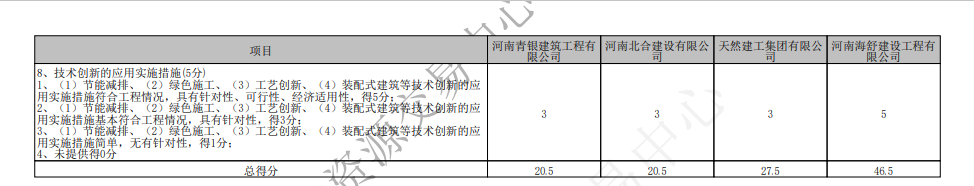 项目
河南青银建筑工程有限公司
河南北合建设有限公司
天然建工集团有限公司
河南海舒建设工程有限公司
8、技术创新的应用实施措施(5分)
1、（1）节能减排、（2）绿色施工、（3）工艺创新、（4）装配式建筑等技术创新的应
用实施措施符合工程情况，具有针对性、可行性、经济适用性，得5分；
2、（1）节能减排、（2）绿色施工、（3）工艺创新、（4）装配式建筑等技术创新的应
用实施措施基本符合工程情况，具有针对性，得3分；
3、（1）节能减排、（2）绿色施工、（3）工艺创新、（4）装配式建筑等技术创新的应
用实施措施简单，无有针对性，得1分；
4、未提供得0分
3
3
3
5
总得分
20.5
20.5
27.5
46.5
资源交易中心
易中心